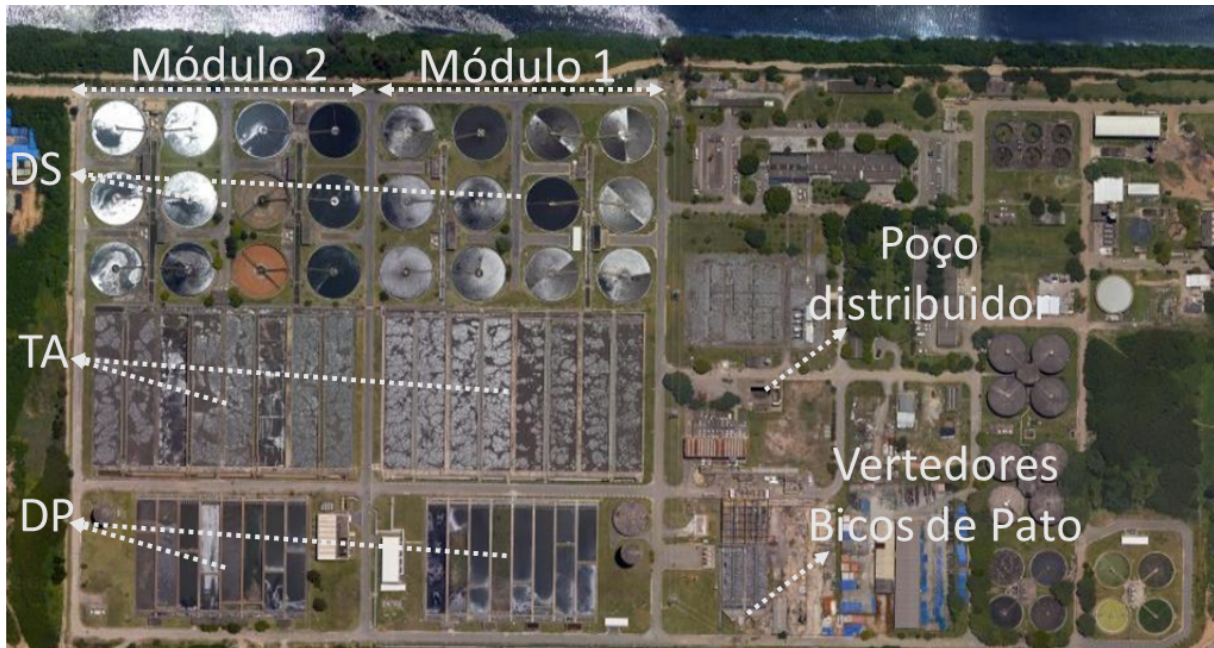 Módulo 2
Módulo 1
DS
Poço
distribuidor
TA
Vertedores
Bicos de Pato
DP